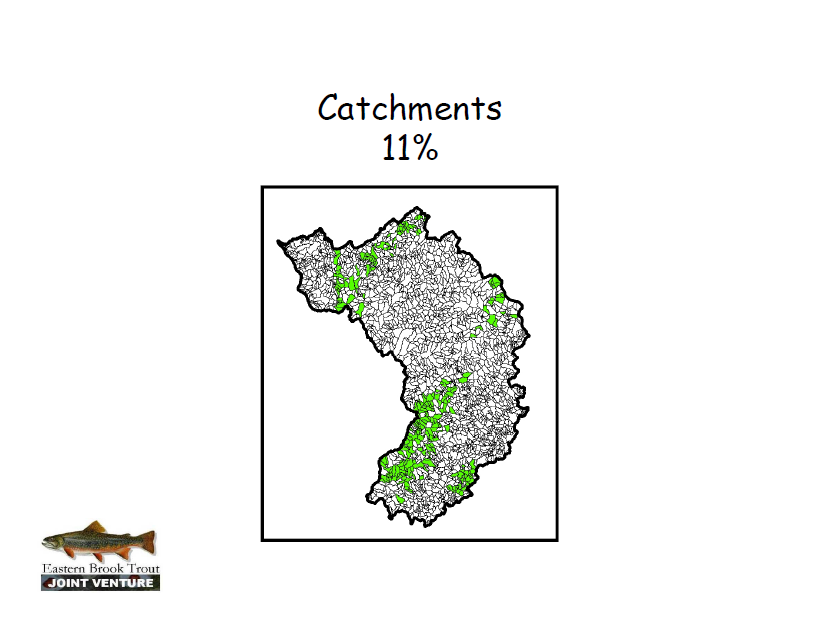 Catchments
11%
Eastern Brook Trout
JOINT VENTURE